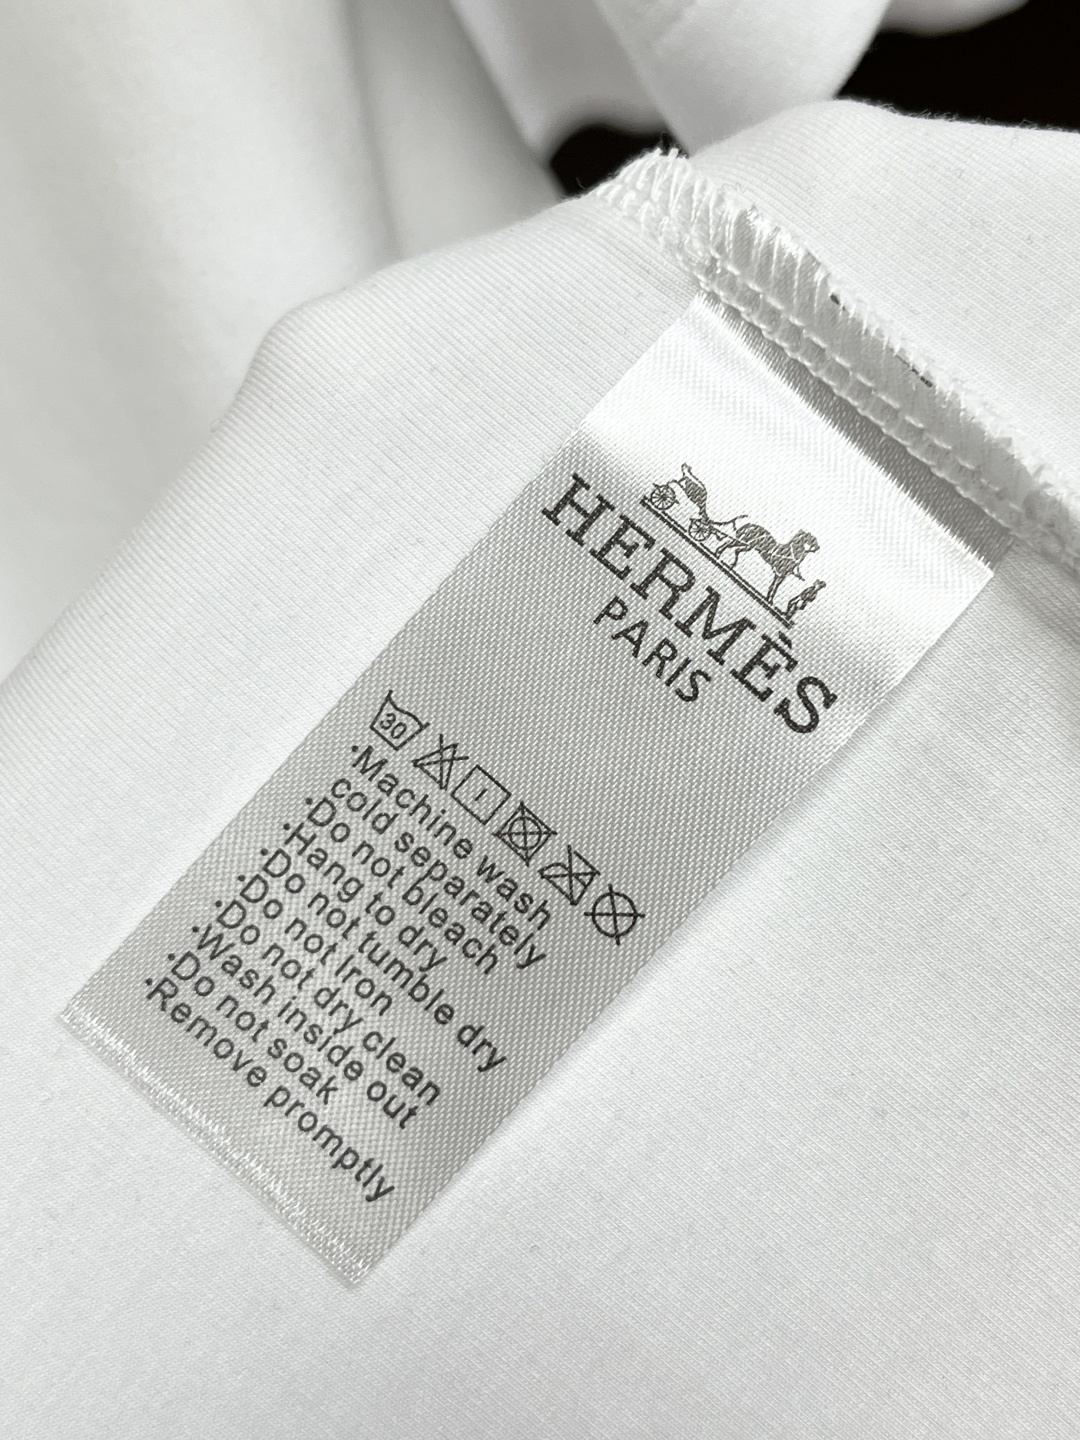 HERMÈS
PARIS
30
·Machine wash
cold separately
·Do not bleach
·Hang to dry
·Do not tumble dry
·Do not Iron
·Do not dry clean
·Wash inside out
·Do not soak
·Remove promptly